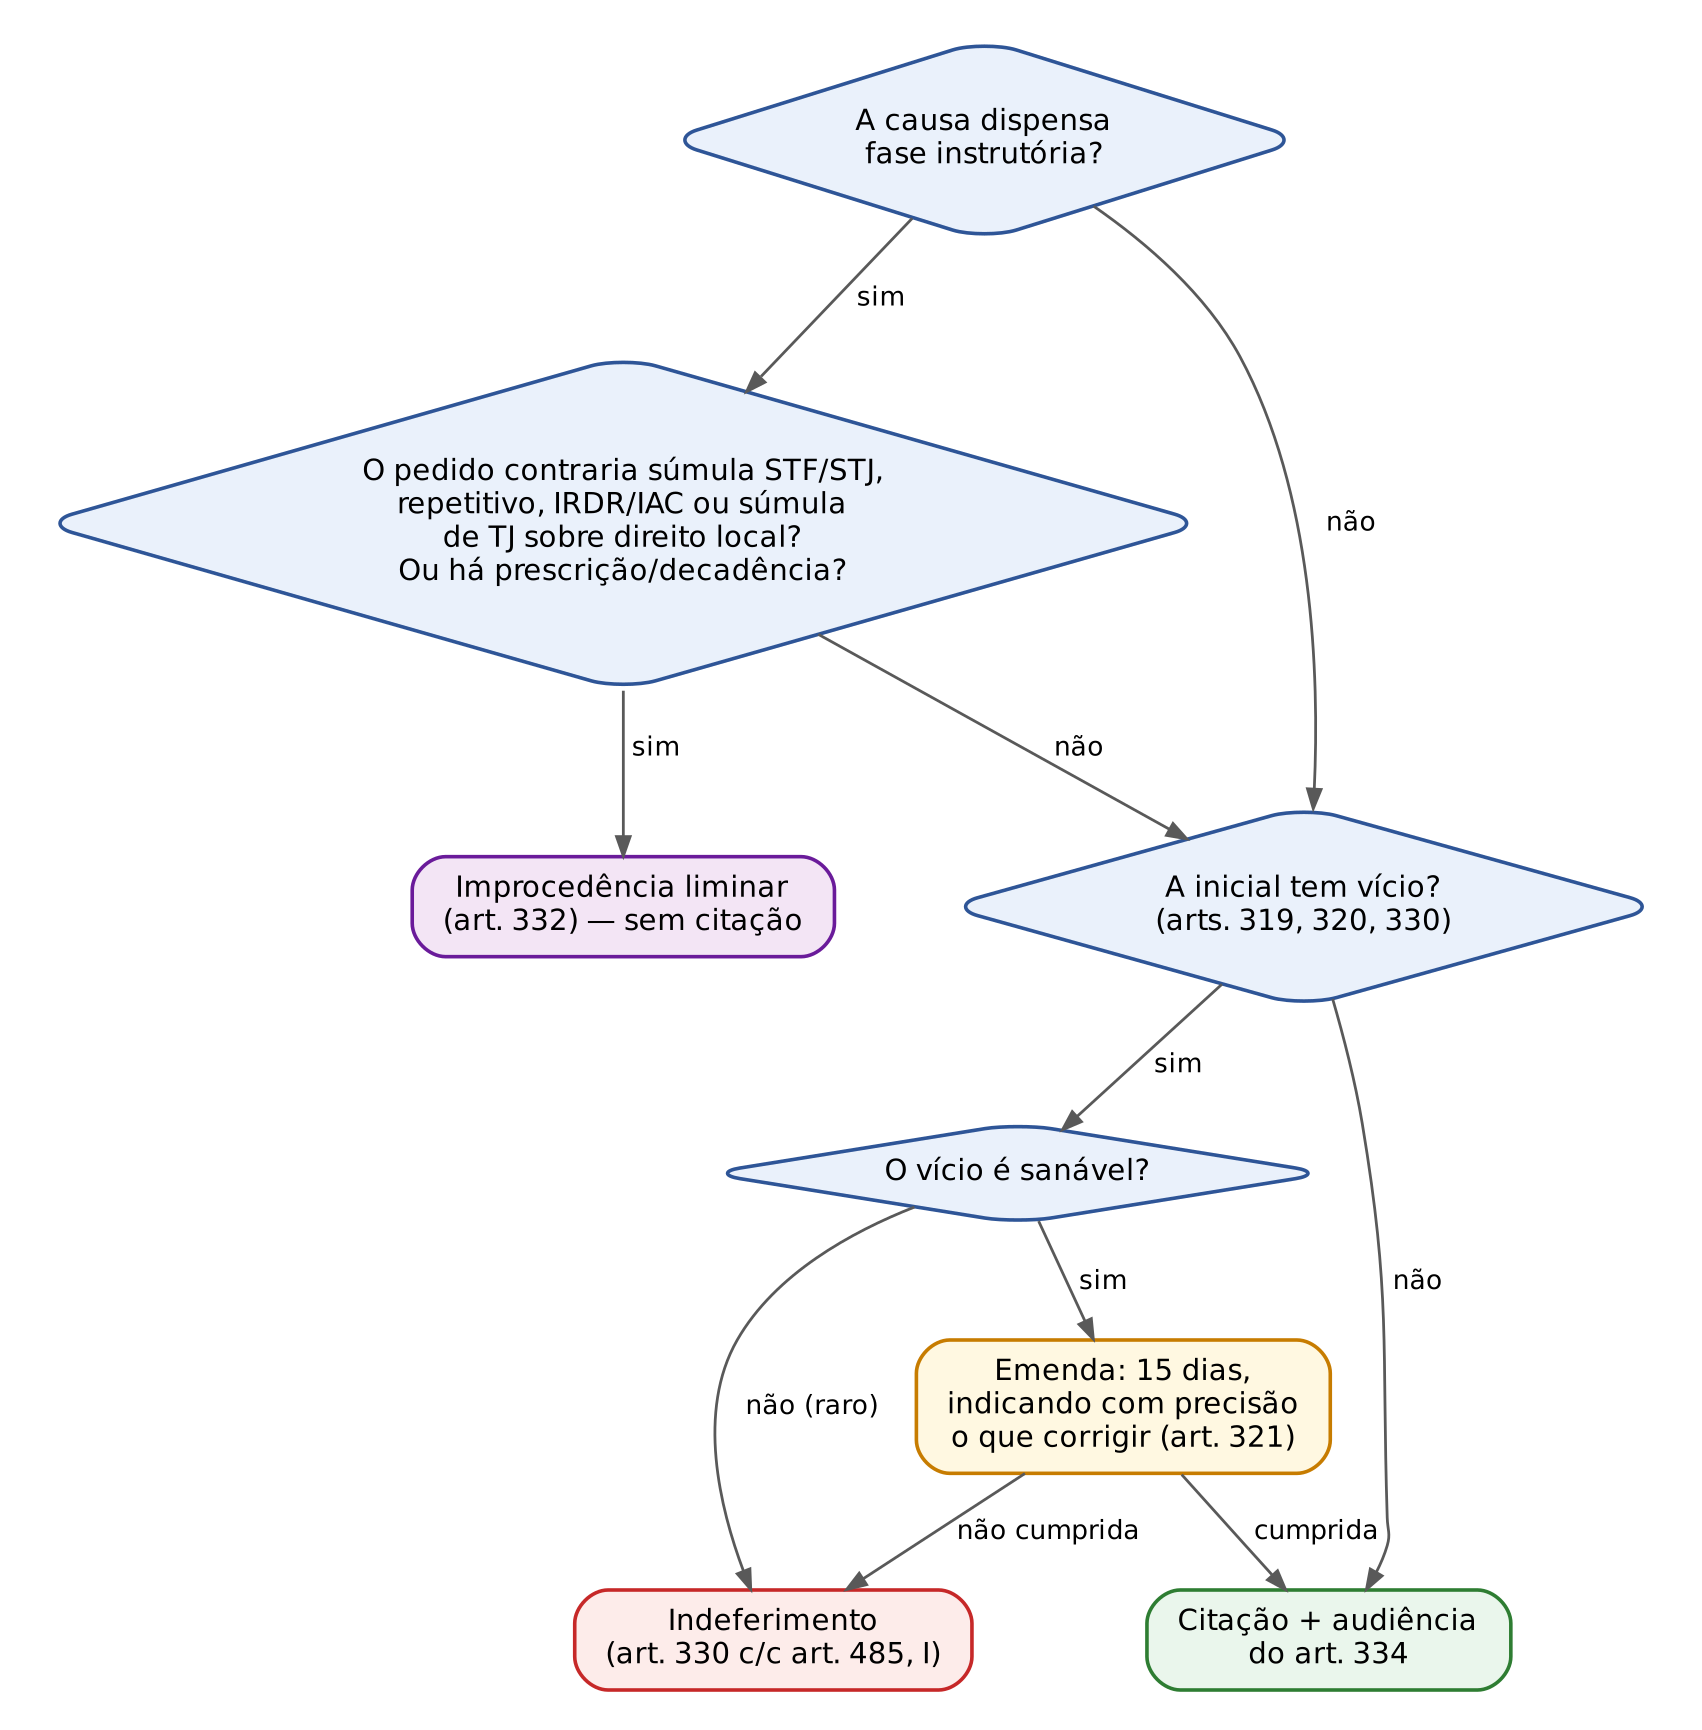 A causa dispensa
fase instrutória?
sim
não
O pedido contraria súmula STF/STJ,
repetitivo, IRDR/IAC ou súmula
de TJ sobre direito local?
Ou há prescrição/decadência?
sim
não
Improcedência liminar
(art. 332) — sem citação
A inicial tem vício?
(arts. 319, 320, 330)
sim
não
O vício é sanável?
sim
não (raro)
Emenda: 15 dias,
indicando com precisão
o que corrigir (art. 321)
não cumprida
cumprida
Indeferimento
(art. 330 c/c art. 485, I)
Citação + audiência
do art. 334